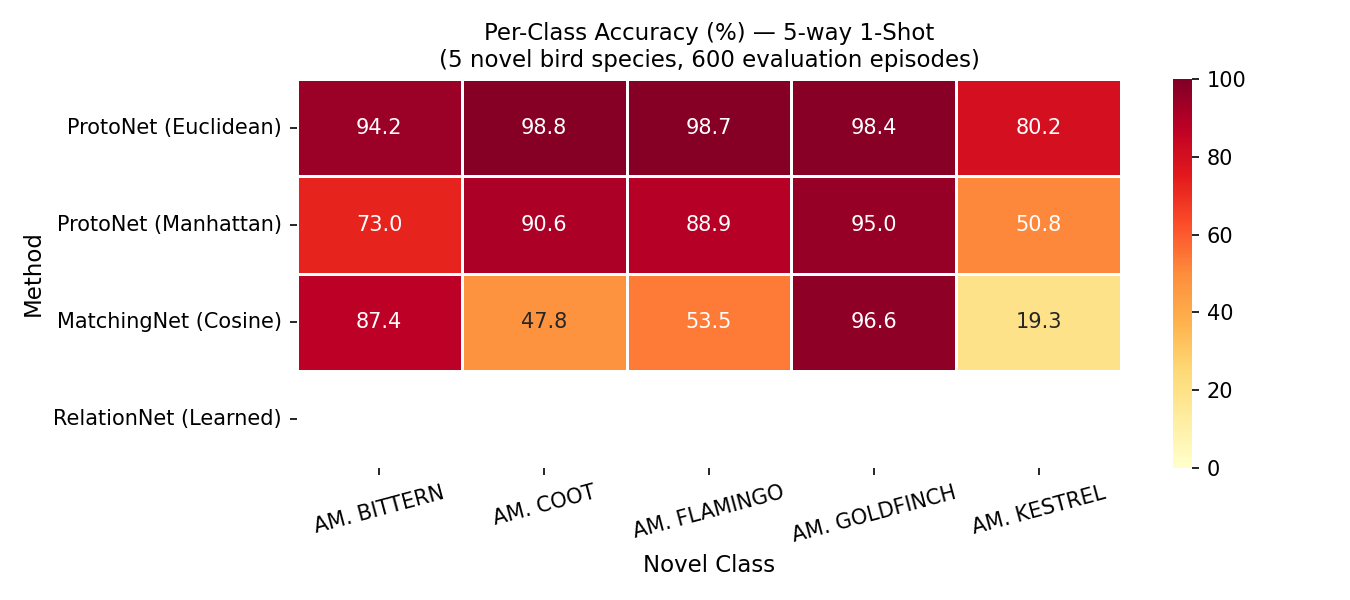 Per-Class Accuracy (%) — 5-way 1-Shot
(5 novel bird species, 600 evaluation episodes)
Method
ProtoNet (Euclidean) 94.2 98.8 98.7 98.4 80.2
ProtoNet (Manhattan) 73.0 90.6 88.9 95.0 50.8
MatchingNet (Cosine) 87.4 47.8 53.5 96.6 19.3
RelationNet (Learned)
AM. BITTERN AM. COOT AM. FLAMINGO AM. GOLDFINCH AM. KESTREL
Novel Class
100
80
60
40
20
0